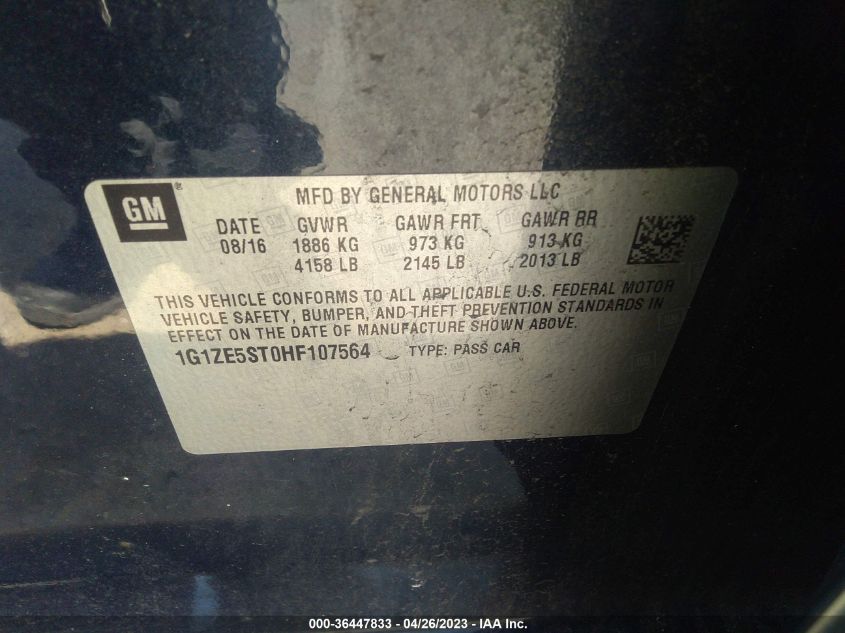 GM ®
MFD BY GENERAL MOTORS LLC
DATE GVWR GAWR FRT GAWR RR
08/16 1886 KG 973 KG 913 KG
4158 LB 2145 LB 2013 LB
THIS VEHICLE CONFORMS TO ALL APPLICABLE U.S. FEDERAL MOTOR
VEHICLE SAFETY, BUMPER, AND THEFT PREVENTION STANDARDS IN
EFFECT ON THE DATE OF MANUFACTURE SHOWN ABOVE.
1G1ZE5ST0HF107564 TYPE: PASS CAR
000-36447833 - 04/26/2023 - IAA Inc.